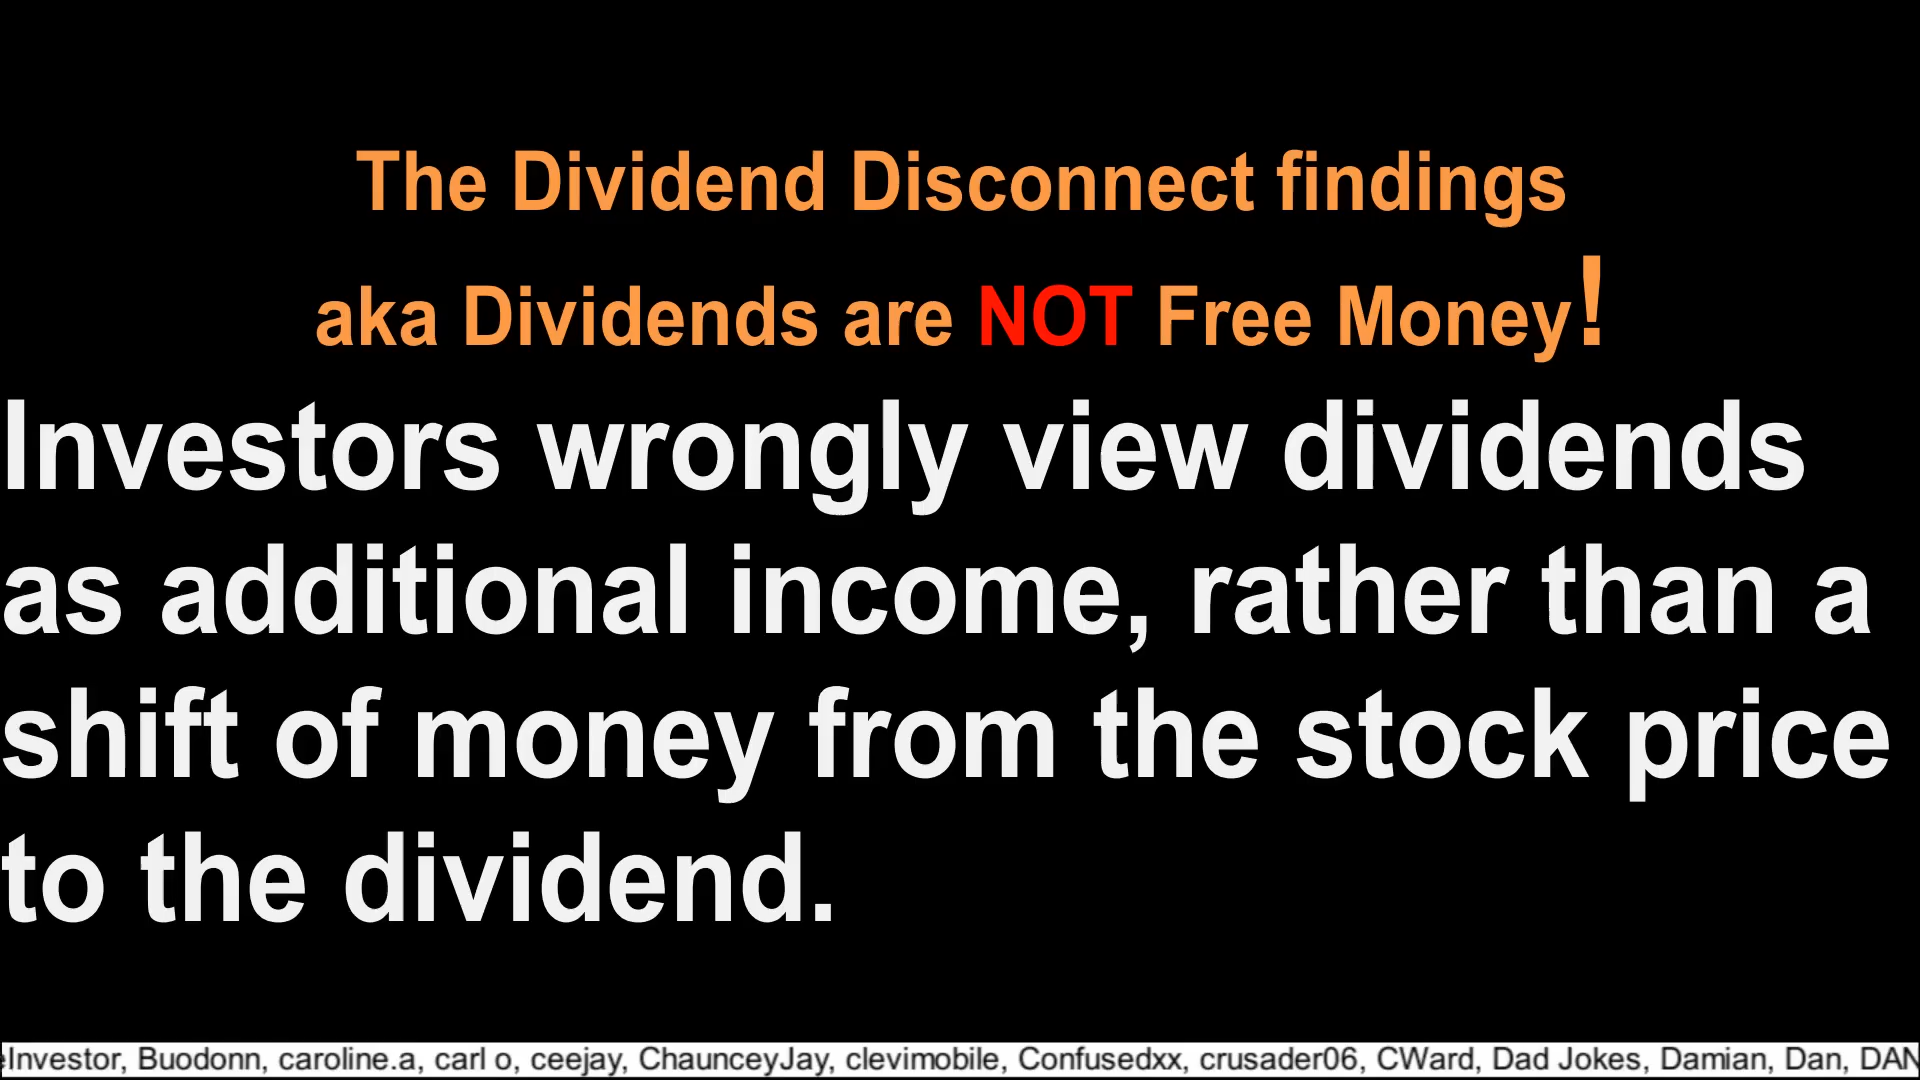 The Dividend Disconnect findings
aka Dividends are NOT Free Money!
Investors wrongly view dividends
as additional income, rather than a
shift of money from the stock price
to the dividend.
eInvestor, Buodonn, caroline.a, carl o, ceejay, ChaunceyJay, clevimobile, Confusedxx, crusader06, CWard, Dad Jokes, Damian, Dan, DAN